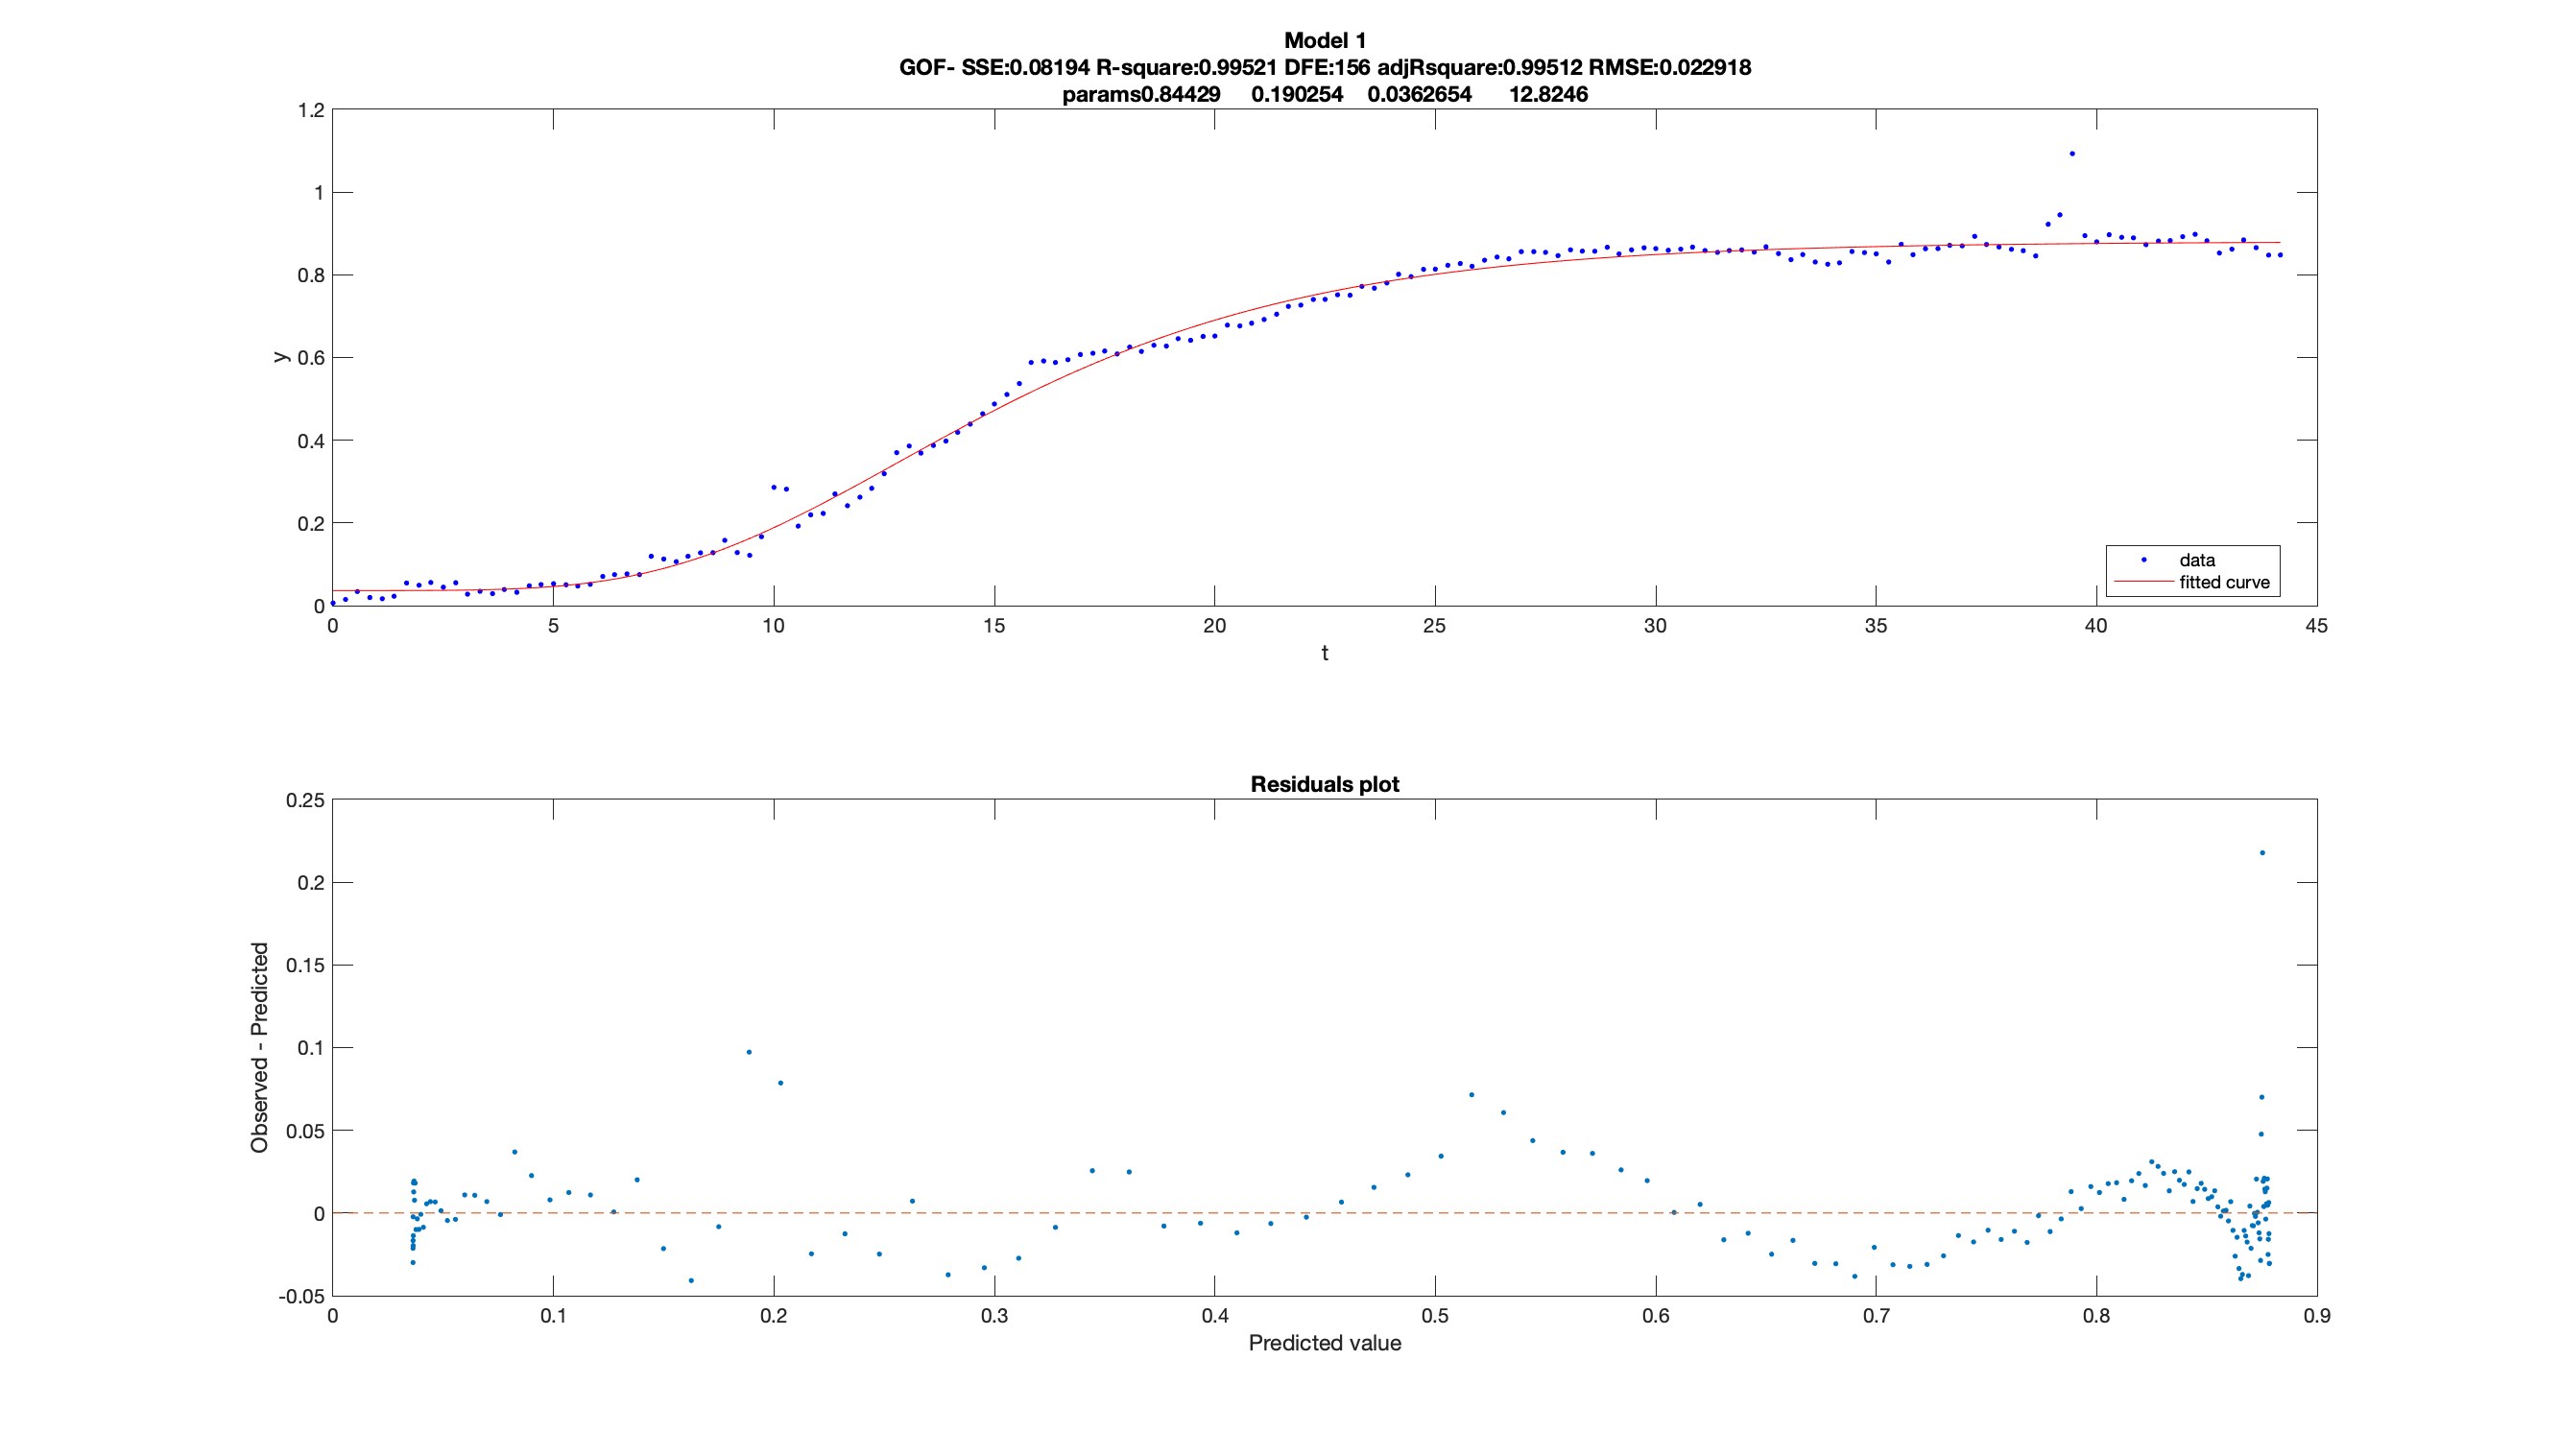 Model 1
GOF- SSE:0.08194 R-square:0.99521 DFE:156 adjRsquare:0.99512 RMSE:0.022918
params0.84429 0.190254 0.0362654 12.8246
1.2
1
0.8
0.6
0.4
0.2
0
y
data
fitted curve
0 5 10 15 20 25 30 35 40 45
t
Residuals plot
0.25
0.2
0.15
0.1
0.05
0
-0.05
Observed - Predicted
0 0.1 0.2 0.3 0.4 0.5 0.6 0.7 0.8 0.9
Predicted value